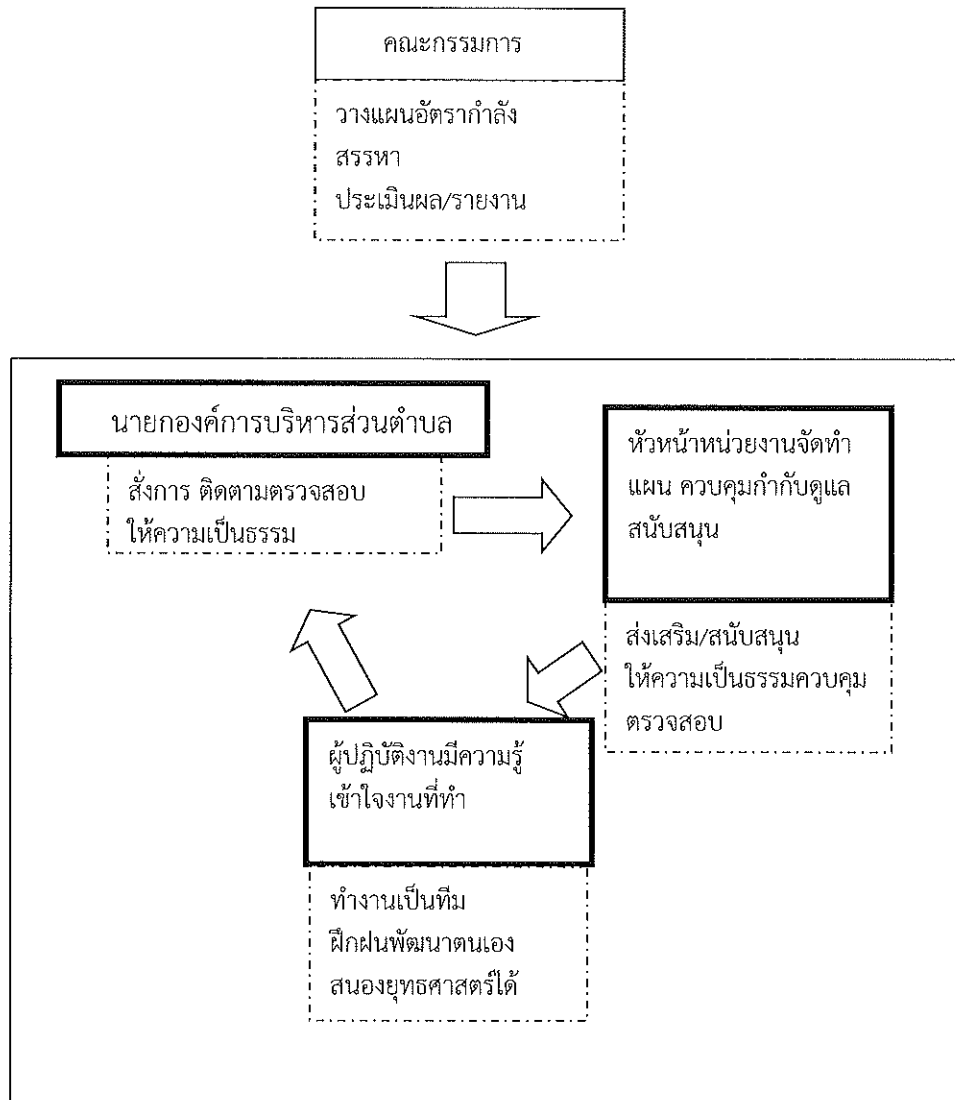 คณะกรรมการ
วางแผนอัตรากำลัง
สรรหา
ประเมินผล/รายงาน
นายกองค์การบริหารส่วนตำบล
สั่งการ ติดตามตรวจสอบ
ให้ความเป็นธรรม
หัวหน้าหน่วยงานจัดทำ
แผน ควบคุมกำกับดูแล
สนับสนุน
ส่งเสริม/สนับสนุน
ให้ความเป็นธรรมควบคุม
ตรวจสอบ
ผู้ปฏิบัติงานมีความรู้
เข้าใจงานที่ทำ
ทำงานเป็นทีม
ฝึกฝนพัฒนาตนเอง
สนองยุทธศาสตร์ได้